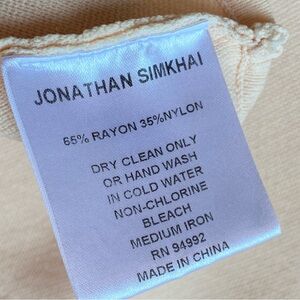 JONATHAN SIMKHAI
65% RAYON 35%NYLON
DRY CLEAN ONLY
OR HAND WASH
IN COLD WATER
NON-CHLORINE
BLEACH
MEDIUM IRON
RN 94992
MADE IN CHINA